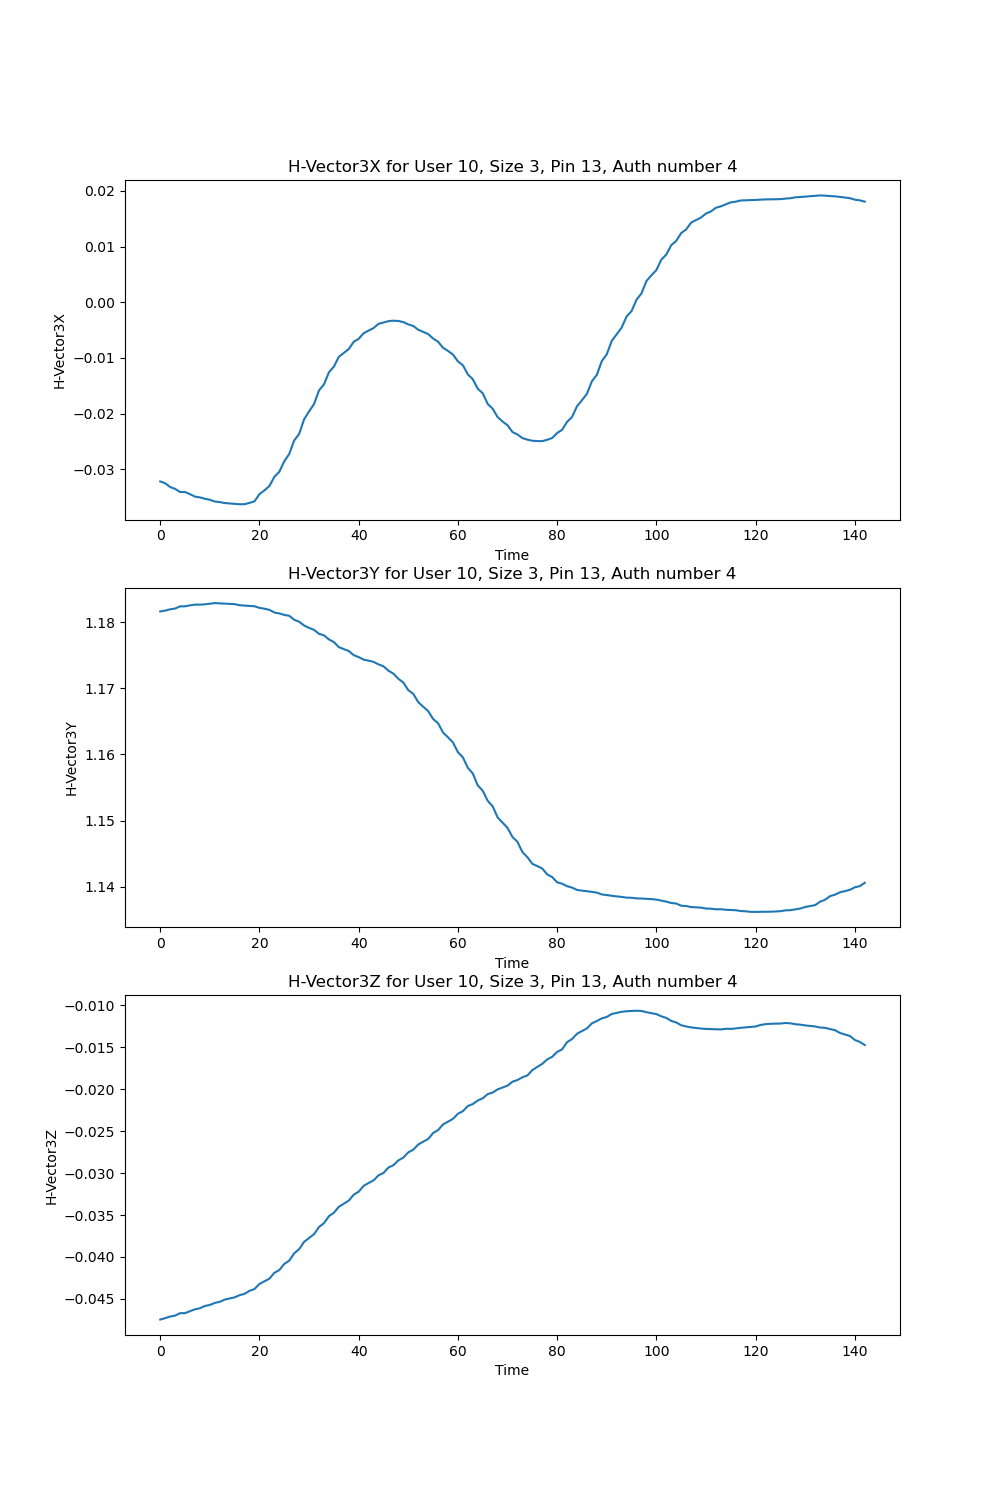 H-Vector3X for User 10, Size 3, Pin 13, Auth number 4
0.02
0.01
0.00
−0.01
−0.02
−0.03
H-Vector3X
0 20 40 60 80 100 120 140
Time
H-Vector3Y for User 10, Size 3, Pin 13, Auth number 4
1.18
1.17
1.16
1.15
1.14
H-Vector3Y
0 20 40 60 80 100 120 140
Time
H-Vector3Z for User 10, Size 3, Pin 13, Auth number 4
−0.010
−0.015
−0.020
−0.025
−0.030
−0.035
−0.040
−0.045
H-Vector3Z
0 20 40 60 80 100 120 140
Time